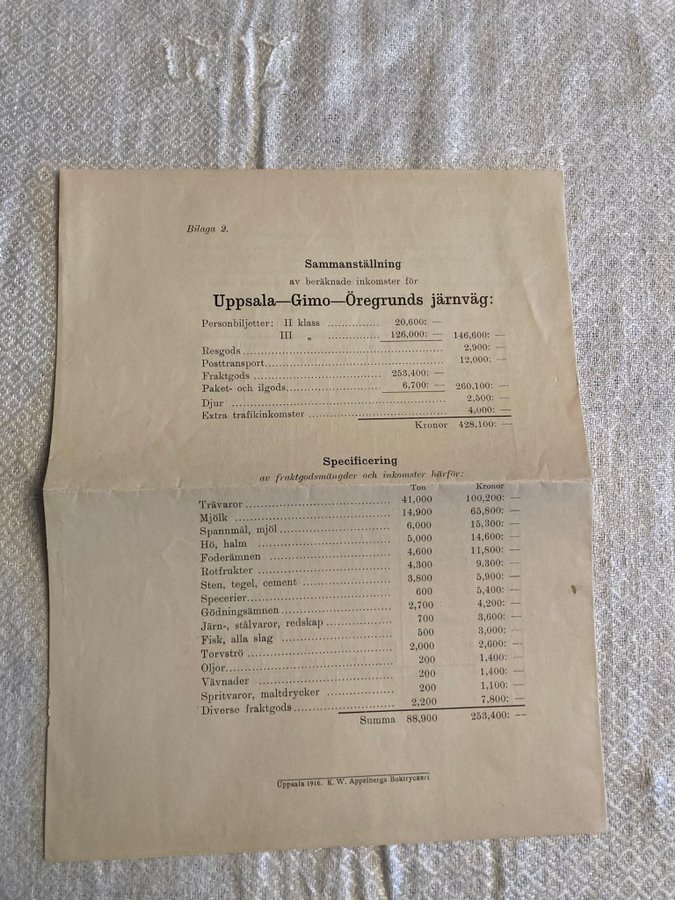 Bilaga 2.
Sammanställning
av beräknade inkomster för
Uppsala—Gimo—Öregrunds järnväg:
Personbiljetter: II klass ............... 20,600: —
III „ ............... 126,000: — 146,600: —
Resgods ............... 2,900: —
Posttransport ............... 12,000: —
Fraktgods ............... 253,400: —
Paket- och ilgods ............... 6,700: — 260,100: —
Djur ............... 2,500: —
Extra trafikinkomster ............... 4,000: —
Kronor 428,100: —
Specificering
av fraktgodsmängder och inkomster härför:
Ton Kronor
Trävaror ............... 41,000 100,200: —
Mjölk ............... 14,900 65,800: —
Spannmål, mjöl ............... 6,000 15,300: —
Hö, halm ............... 5,000 14,600: —
Foderämnen ............... 4,600 11,800: —
Rotfrukter ............... 4,300 9,300: —
Sten, tegel, cement ............... 3,800 5,900: —
Specerier ............... 600 5,400: —
Gödningsämnen ............... 2,700 4,200: —
Järn-, stålvaror, redskap ............... 700 3,600: —
Fisk, alla slag ............... 500 3,000: —
Torvströ ............... 2,000 2,600: —
Oljor ............... 200 1,400: —
Vävnader ............... 200 1,400: —
Spritvaror, maltdrycker ............... 200 1,100: —
Diverse fraktgods ............... 2,200 7,800: —
Summa 88,900 253,400: —
Uppsala 1916. K. W. Appelbergs Boktryckeri